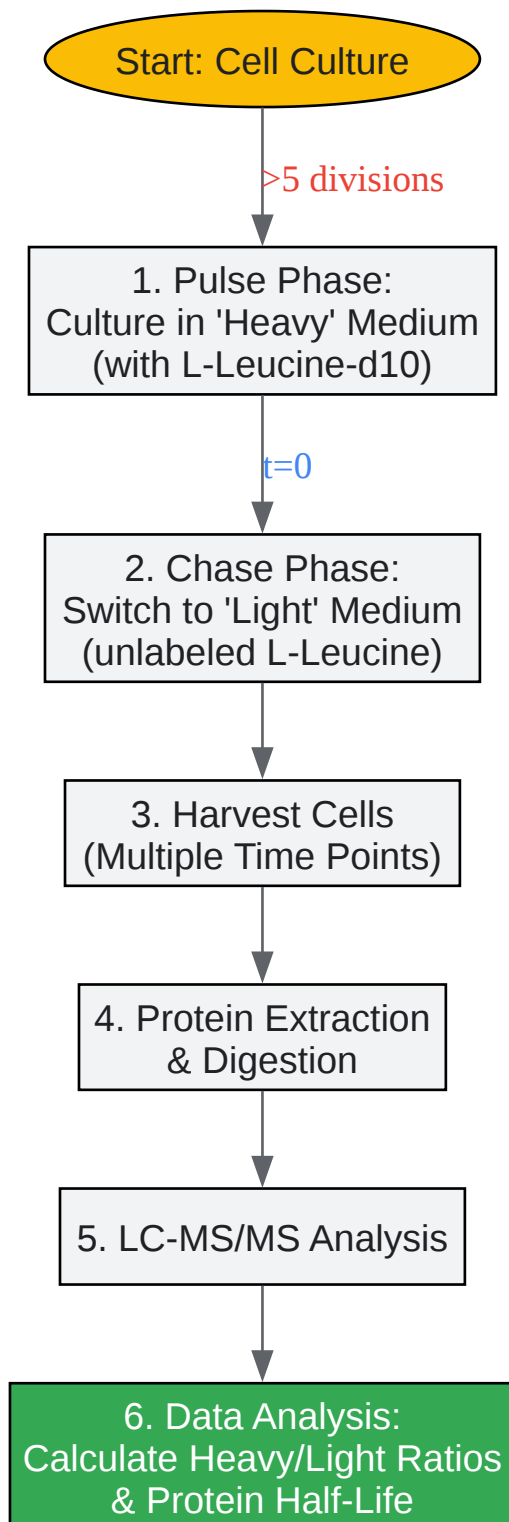 Start: Cell Culture
>5 divisions
1. Pulse Phase:
Culture in 'Heavy' Medium
(with L-Leucine-d10)
t=0
2. Chase Phase:
Switch to 'Light' Medium
(unlabeled L-Leucine)
3. Harvest Cells
(Multiple Time Points)
4. Protein Extraction
& Digestion
5. LC-MS/MS Analysis
6. Data Analysis:
Calculate Heavy/Light Ratios
& Protein Half-Life